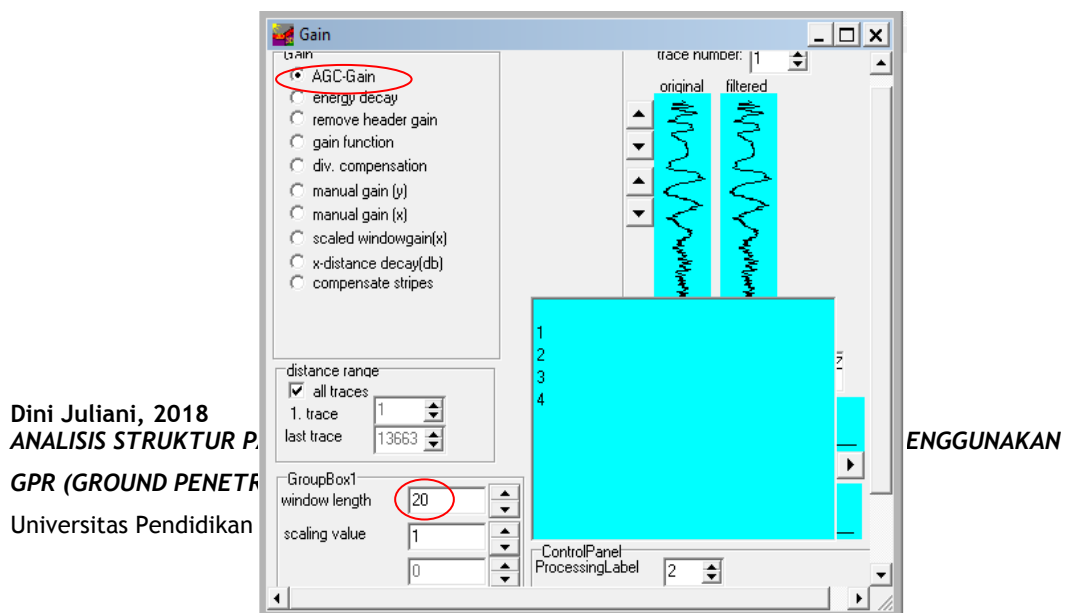 Gain
Gain
AGC-Gain
energy decay
remove header gain
gain function
div. compensation
manual gain (y)
manual gain (x)
scaled windowgain(x)
x-distance decay(db)
compensate stripes
trace number: 1
original filtered
1
2
3
4
distance range
all traces
1. trace 1
last trace 13663
GroupBox1
window length 20
scaling value 1
0
ControlPanel
ProcessingLabel 2
Dini Juliani, 2018
ANALISIS STRUKTUR ENGGUNAKAN
GPR (GROUND PENETR
Universitas Pendidikan